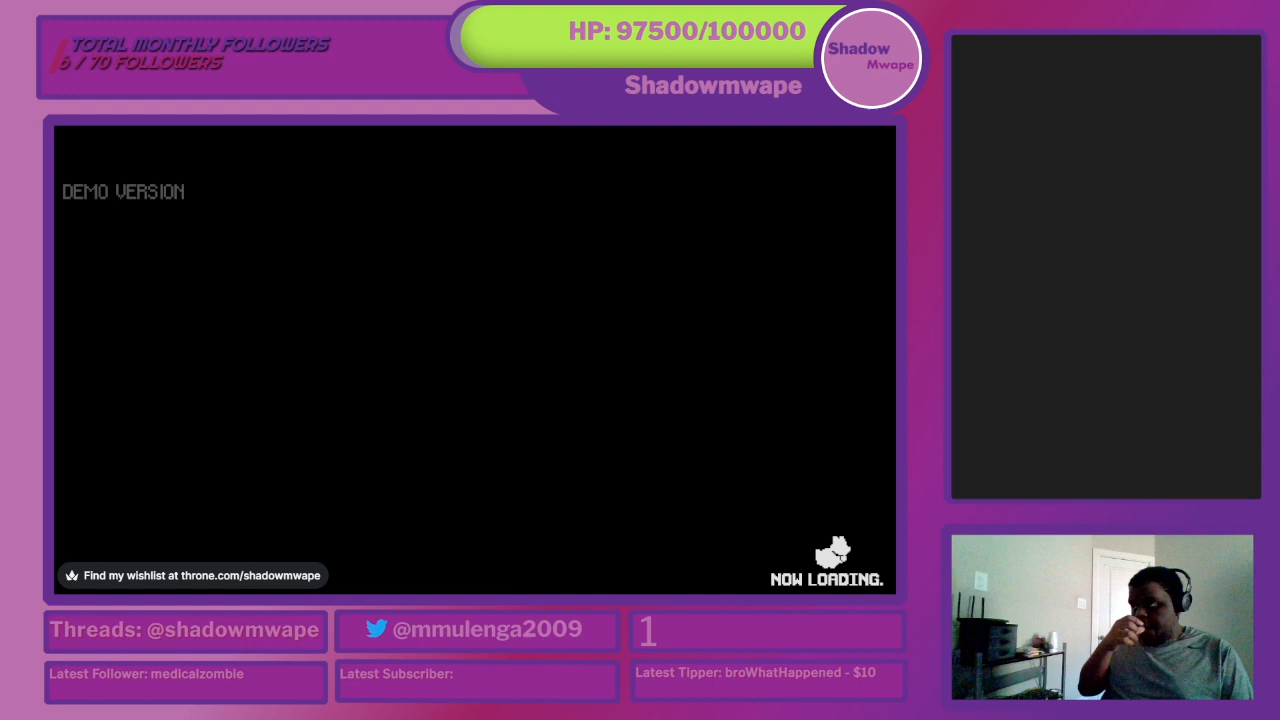 TOTAL MONTHLY FOLLOWERS
6 / 70 FOLLOWERS
HP: 97500/100000
Shadowmwape
Shadow
Mwape
DEMO VERSION
Find my wishlist at throne.com/shadowmwape
NOW LOADING.
Threads: @shadowmwape
@mmulenga2009
1
Latest Follower: medicalzombie
Latest Subscriber:
Latest Tipper: broWhatHappened - $10